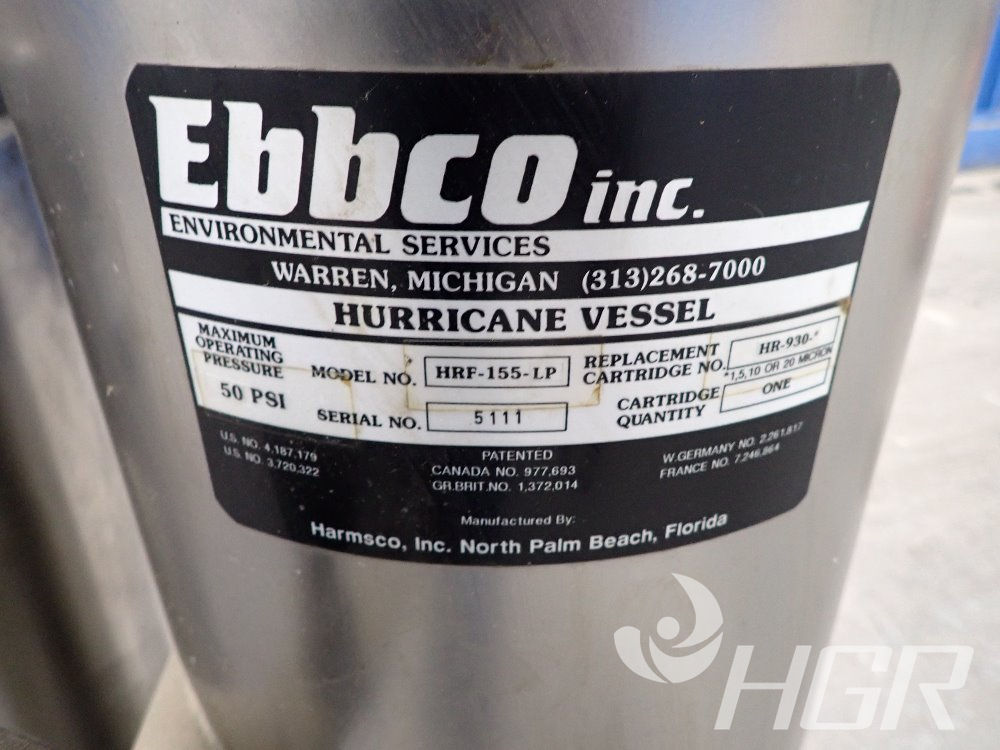 Ebbco inc.
ENVIRONMENTAL SERVICES
WARREN, MICHIGAN (313)268-7000
HURRICANE VESSEL
MAXIMUM
OPERATING
PRESSURE
50 PSI
MODEL NO. HRF-155-LP
SERIAL NO. 5111
REPLACEMENT
CARTRIDGE NO.
HR-930-*
*1,5,10 OR 20 MICRON
CARTRIDGE
QUANTITY
ONE
U.S. NO. 4,187,179
U.S. NO. 3,720,322
PATENTED
CANADA NO. 977,693
GR.BRIT.NO. 1,372,014
W.GERMANY NO. 2,261,817
FRANCE NO. 7,246,864
Manufactured By:
Harmsco, Inc. North Palm Beach, Florida
HGR